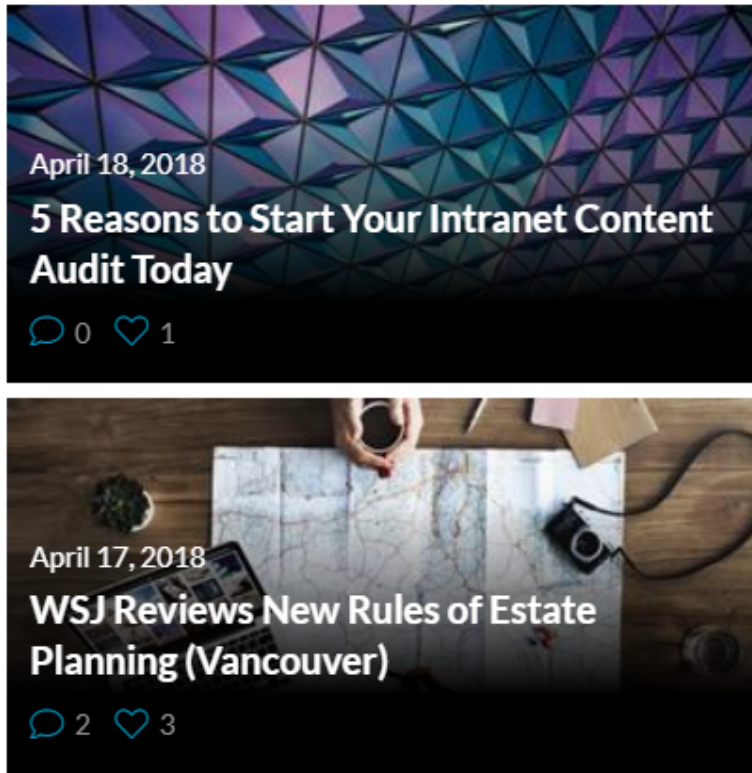 April 18, 2018
5 Reasons to Start Your Intranet Content
Audit Today
0 1
April 17, 2018
WSJ Reviews New Rules of Estate
Planning (Vancouver)
2 3